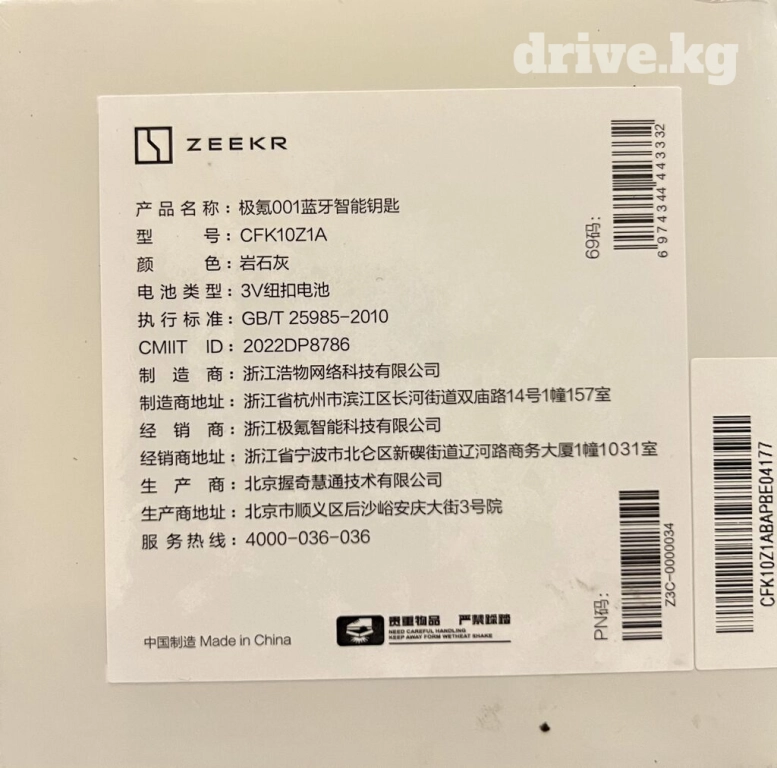 drive.kg
ZEEKR
产品名称：极氪001蓝牙智能钥匙
型号：CFK10Z1A
颜色：岩石灰
电池类型：3V纽扣电池
执行标准：GB/T 25985-2010
CMIIT ID：2022DP8786
制造商：浙江浩物网络科技有限公司
制造商地址：浙江省杭州市滨江区长河街道双庙路14号1幢157室
经销商：浙江极氪智能科技有限公司
经销商地址：浙江省宁波市北仑区新碶街道辽河路商务大厦1幢1031室
生产商：北京握奇慧通技术有限公司
生产商地址：北京市顺义区后沙峪安庆大街3号院
服务热线：4000-036-036
中国制造 Made in China
贵重物品 严禁踩踏
NEED CAREFUL HANDLING
KEEP AWAY FORM WETHEAT SHAKE
69码：
6 974344 443332
PN码：
Z3C-0000034
CFK10Z1ABAPBE04177